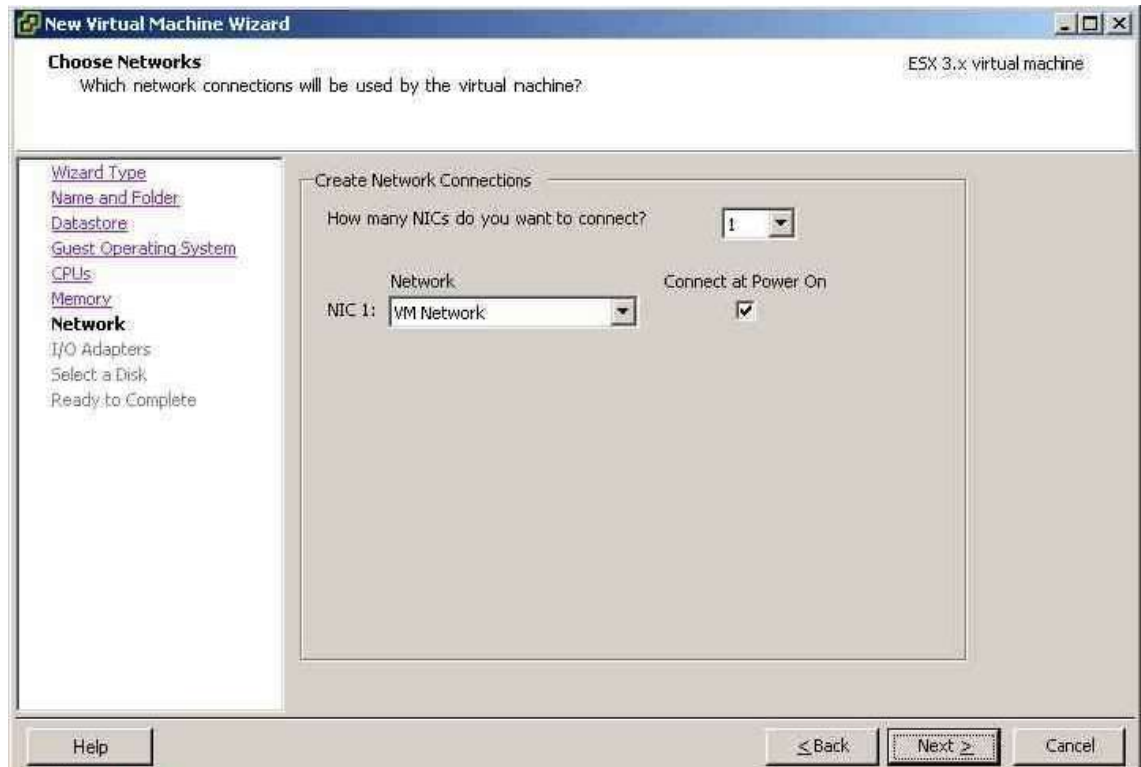 New Virtual Machine Wizard
Choose Networks
Which network connections will be used by the virtual machine?
ESX 3.x virtual machine
Wizard Type
Name and Folder
Datastore
Guest Operating System
CPUs
Memory
Network
I/O Adapters
Select a Disk
Ready to Complete
Create Network Connections
How many NICs do you want to connect?
1
Network
Connect at Power On
NIC 1:
VM Network
Help
< Back
Next >
Cancel